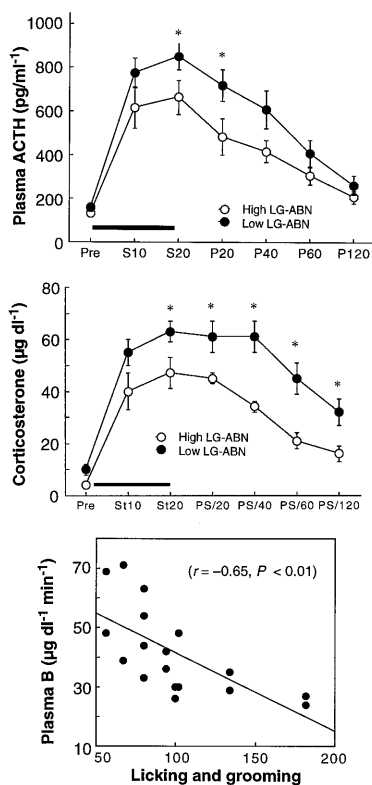 1000
800
600
400
200
0
Plasma ACTH (pg/ml⁻¹)
*
*
High LG-ABN
Low LG-ABN
Pre S10 S20 P20 P40 P60 P120
80
60
40
20
0
Corticosterone (µg dl⁻¹)
* * * * *
High LG-ABN
Low LG-ABN
Pre St10 St20 PS/20 PS/40 PS/60 PS/120
70
50
30
10
Plasma B (µg dl⁻¹ min⁻¹)
(r = –0.65, P < 0.01)
50 100 150 200
Licking and grooming